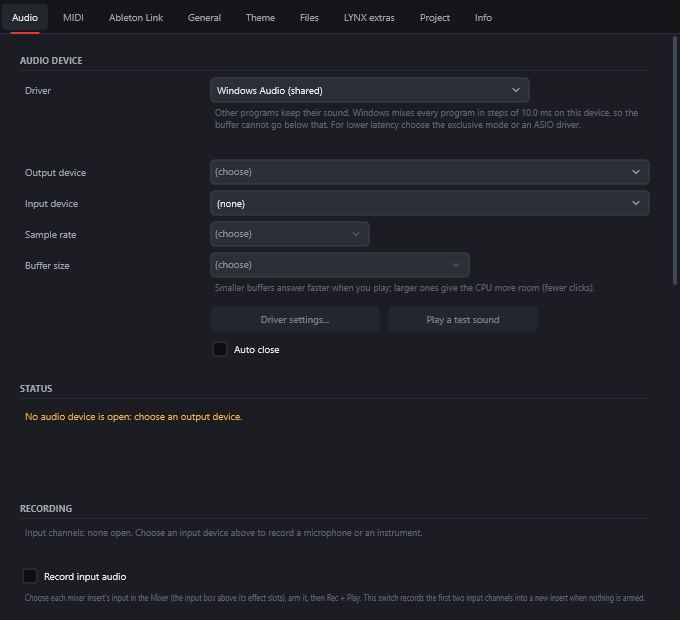 Audio MIDI Ableton Link General Theme Files LYNX extras Project Info
AUDIO DEVICE
Driver Windows Audio (shared)
Other programs keep their sound. Windows mixes every program in steps of 10.0 ms on this device, so the
buffer cannot go below that. For lower latency choose the exclusive mode or an ASIO driver.
Output device (choose)
Input device (none)
Sample rate (choose)
Buffer size (choose)
Smaller buffers answer faster when you play; larger ones give the CPU more room (fewer clicks).
Driver settings... Play a test sound
Auto close
STATUS
No audio device is open: choose an output device.
RECORDING
Input channels: none open. Choose an input device above to record a microphone or an instrument.
Record input audio
Choose each mixer insert's input in the Mixer (the input box above its effect slots), arm it, then Rec + Play. This switch records the first two input channels into a new insert when nothing is armed.